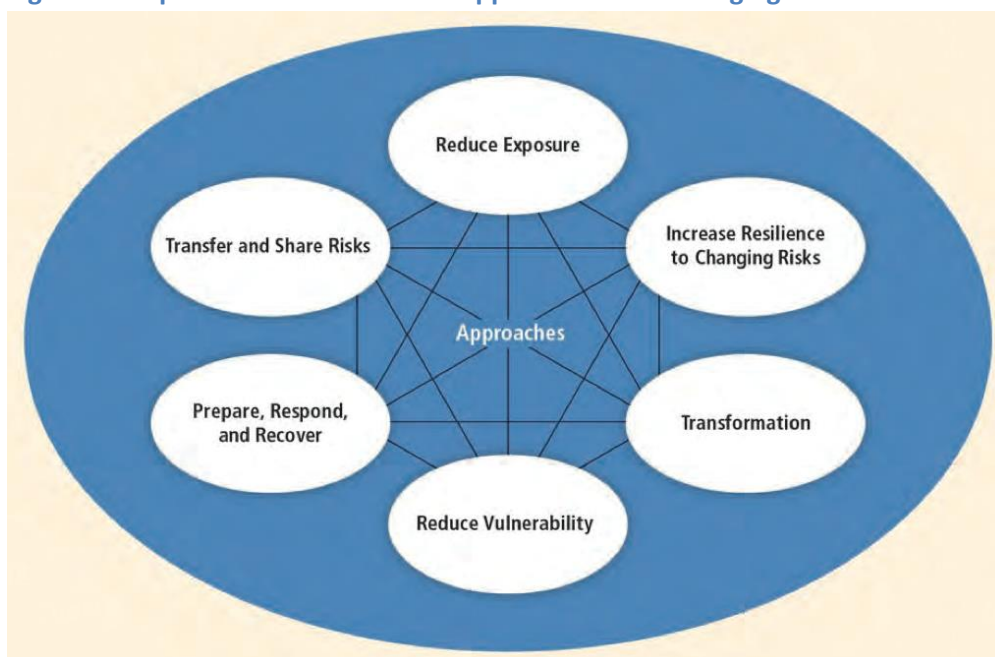 Reduce Exposure
Transfer and Share Risks
Increase Resilience
to Changing Risks
Approaches
Prepare, Respond,
and Recover
Transformation
Reduce Vulnerability